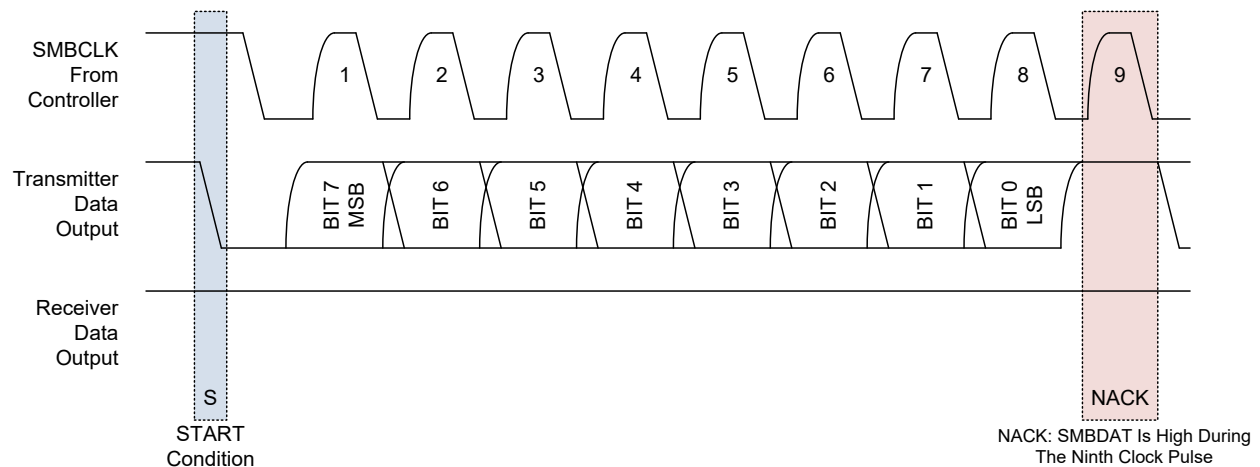 SMBCLK
From
Controller
1 2 3 4 5 6 7 8 9
Transmitter
Data
Output
BIT 7
MSB
BIT 6
BIT 5
BIT 4
BIT 3
BIT 2
BIT 1
BIT 0
LSB
Receiver
Data
Output
S
NACK
START
Condition
NACK: SMBDAT Is High During
The Ninth Clock Pulse